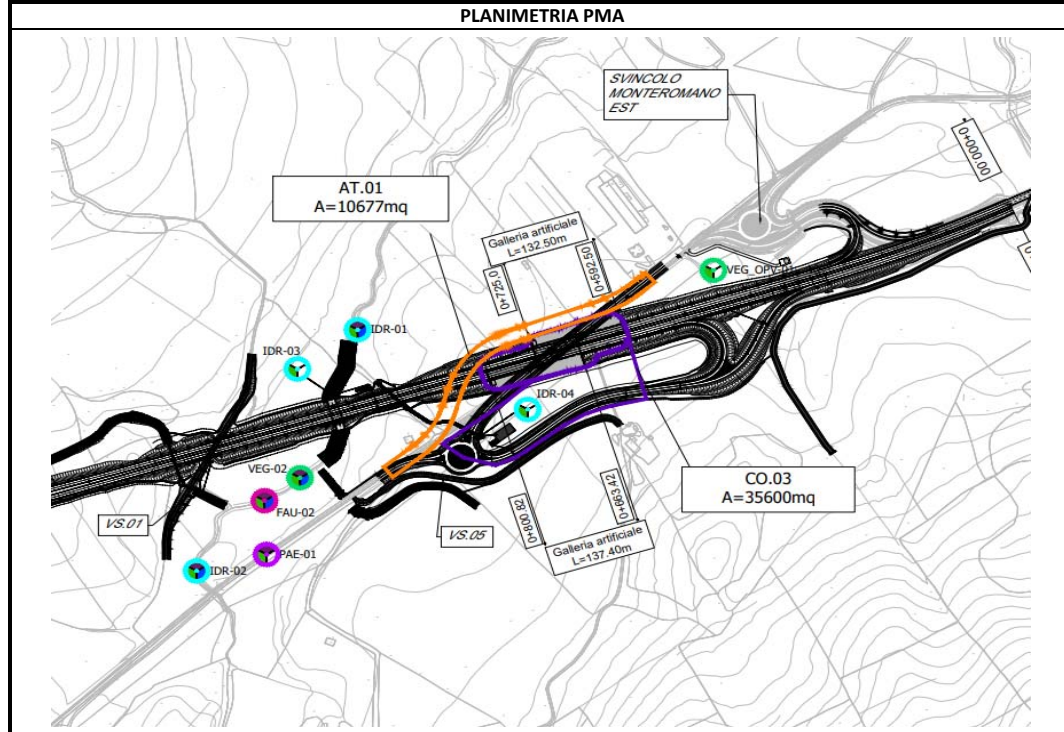 PLANIMETRIA PMA
SVINCOLO
MONTEROMANO
EST
0+000.00
AT.01
A=10677mq
Galleria artificiale
L=132.50m
0+725.0
0+592.50
VEG_OPV-01
IDR-01
IDR-03
IDR-04
VEG-02
FAU-02
VS.01
VS.05
PAE-01
IDR-02
CO.03
A=35600mq
0+800.82
0+663.42
Galleria artificiale
L=137.40m